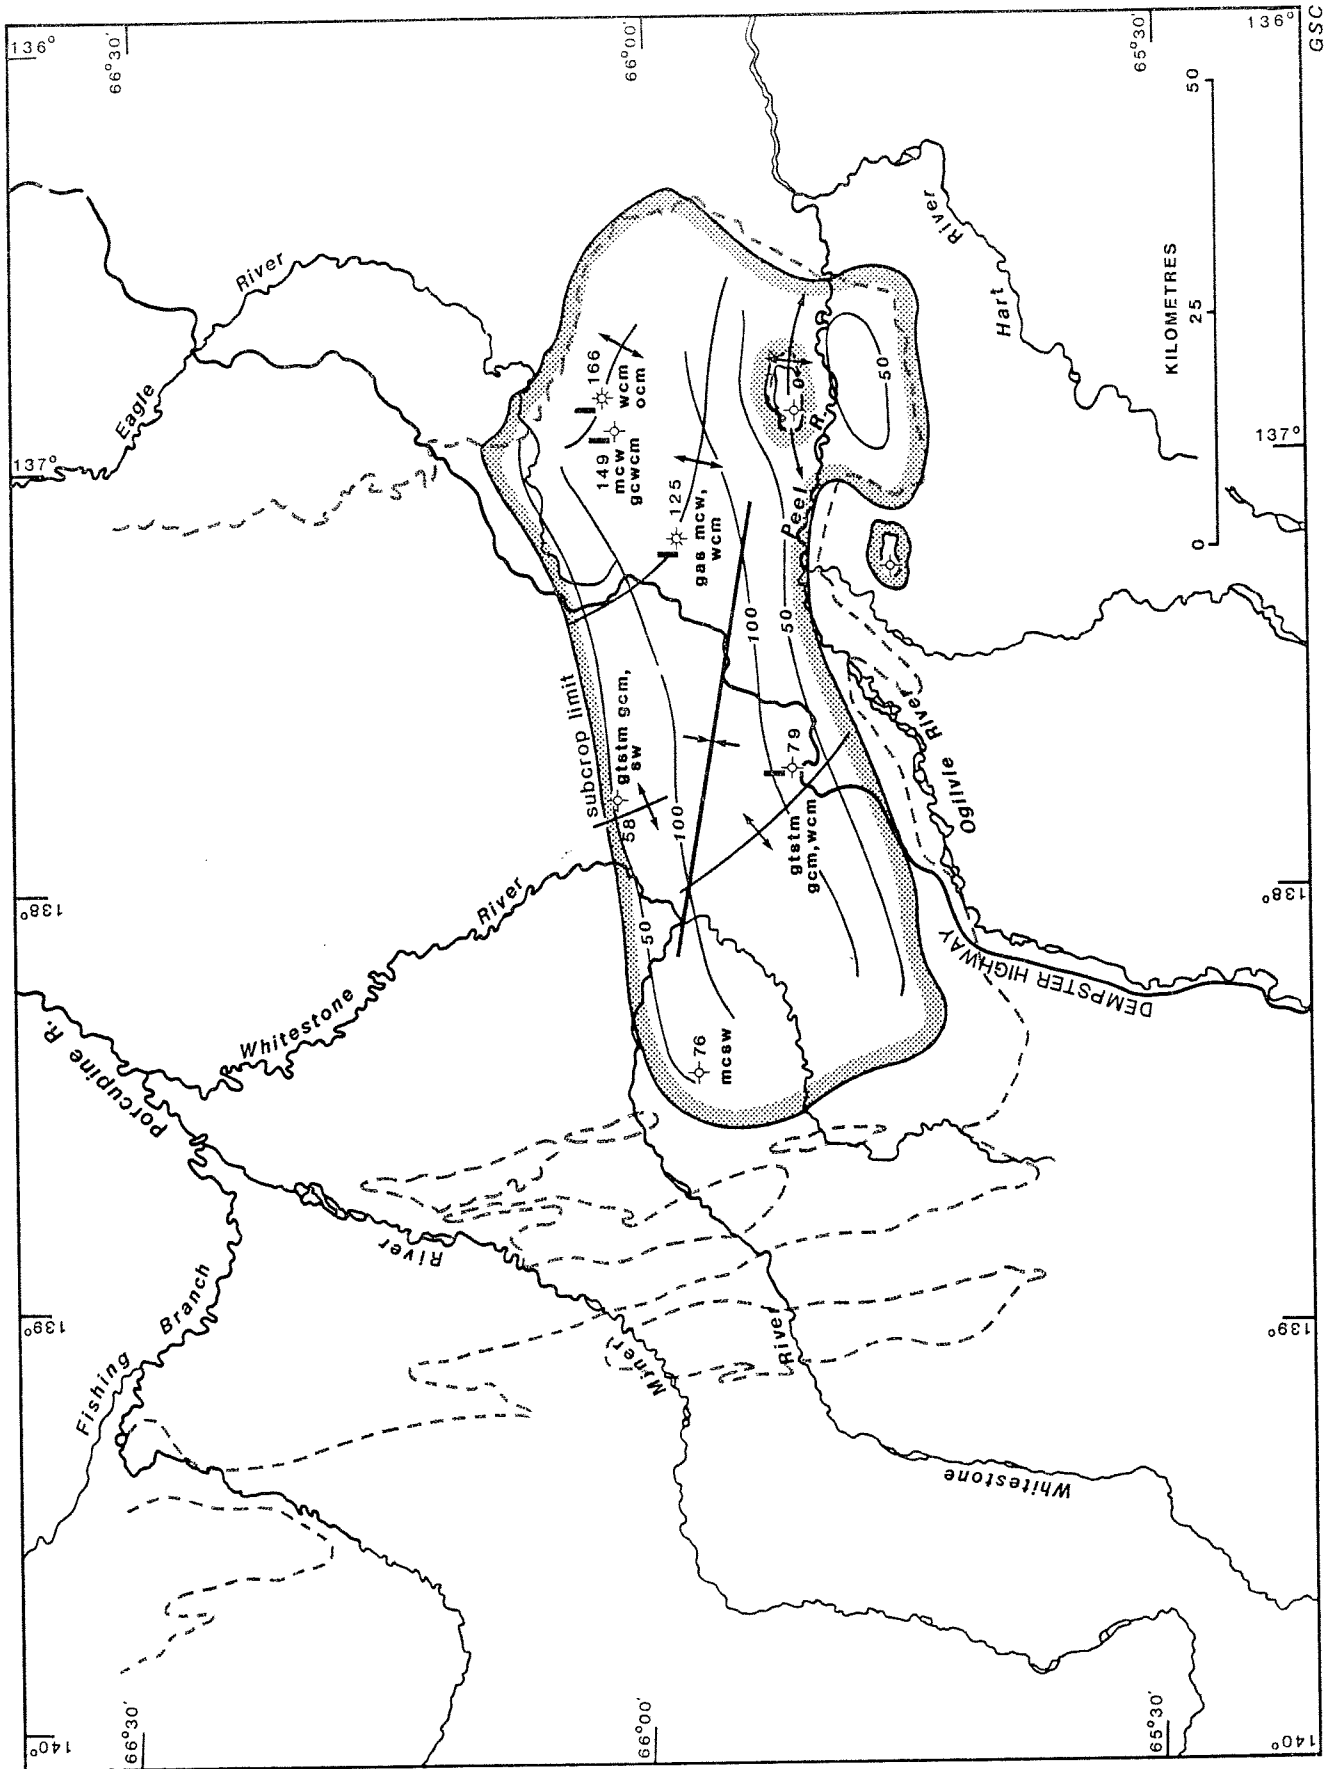 136°
66°30'
66°00'
65°30'
136°
GSC
River
Eagle
137°
257
River
Hart
KILOMETRES
50
25
0
166
wcm
ocm
149
mcw
gcwcm
125
gas mcw,
wcm
0
50
137°
Peel R.
100
50
subcrop limit
gtstm gcm,
sw
58
79
gtstm
gcm,wcm
100
50
Ogilvie River
DEMPSTER HIGHWAY
138°
138°
Whitestone River
Porcupine R.
76
mcsw
River
Miner
River
Whitestone
Fishing Branch
139°
139°
140°
66°30'
66°00'
65°30'
140°